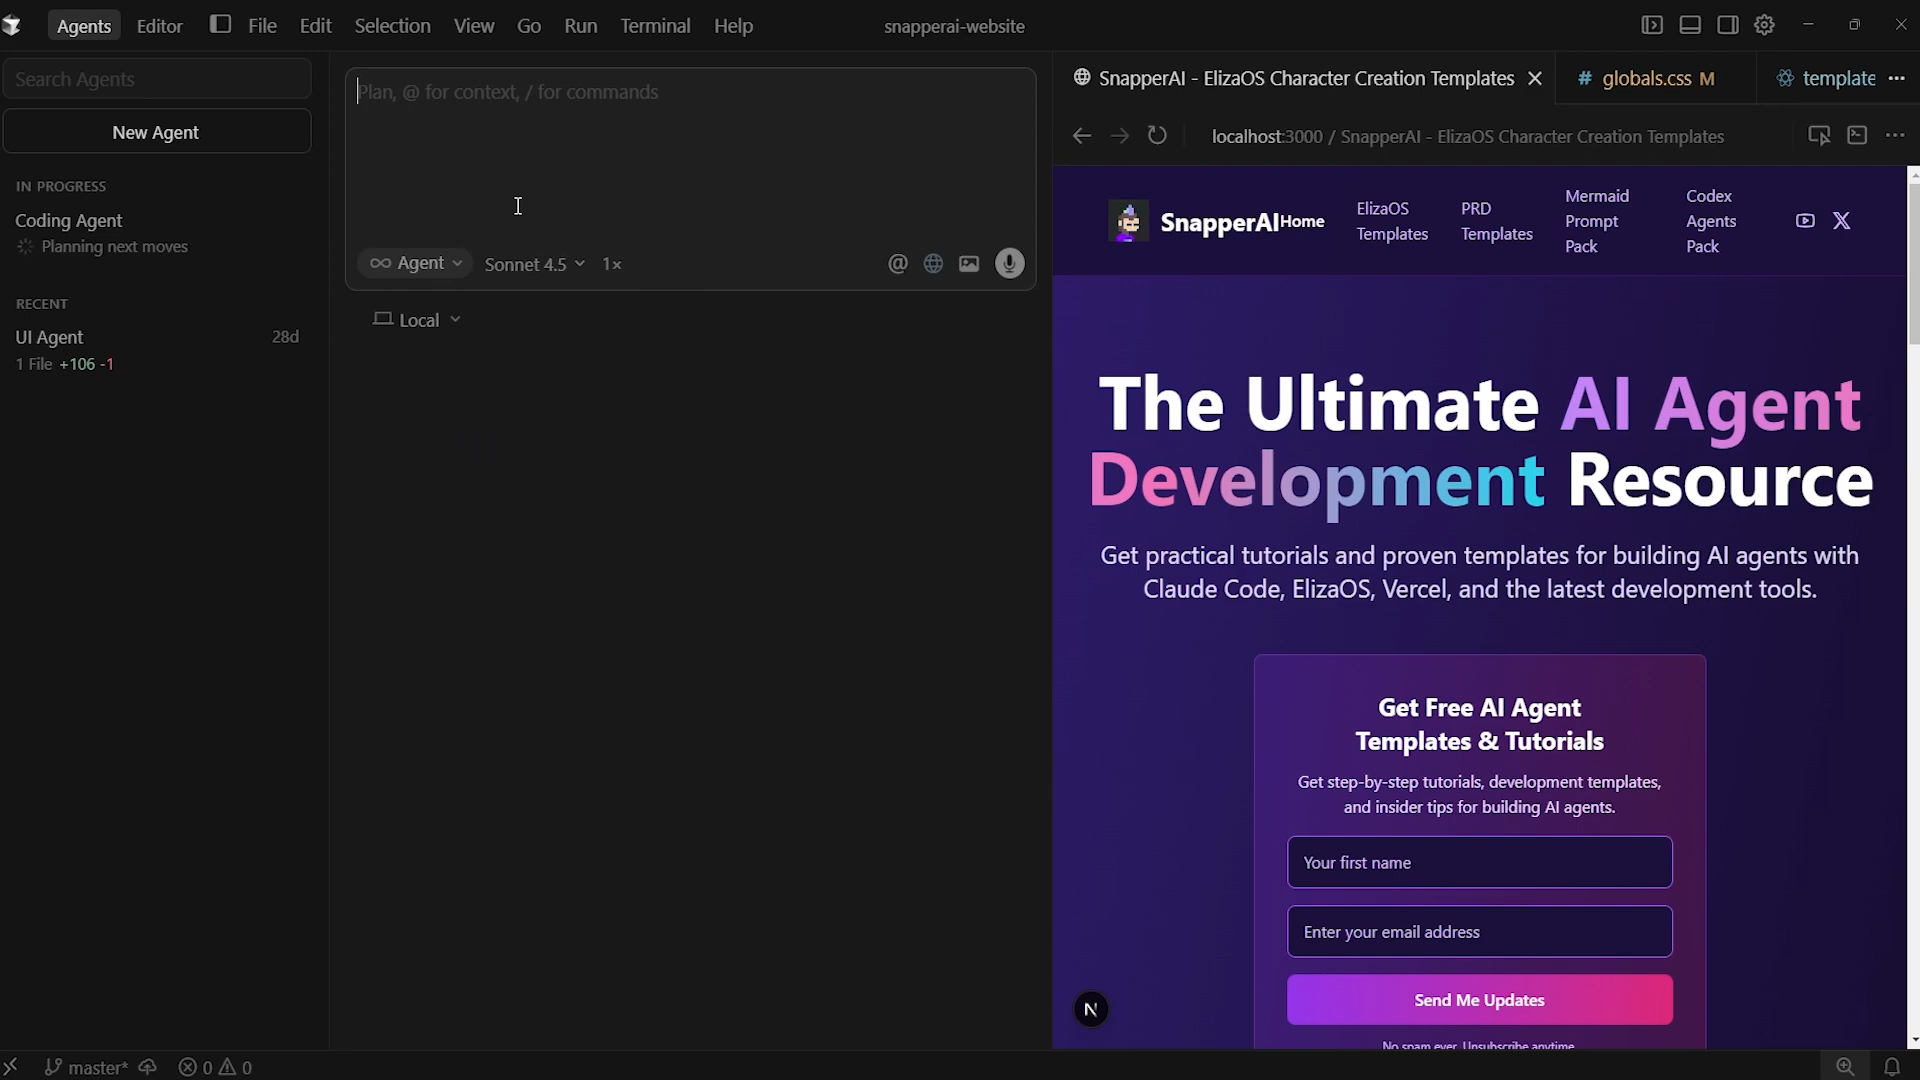 Agents Editor File Edit Selection View Go Run Terminal Help snapperai-website
Search Agents
New Agent
IN PROGRESS
Coding Agent
Planning next moves
RECENT
UI Agent 28d
1 File +106 -1
Plan, @ for context, / for commands
Agent Sonnet 4.5 1×
Local
SnapperAI - ElizaOS Character Creation Templates # globals.css M template
localhost:3000 / SnapperAI - ElizaOS Character Creation Templates
SnapperAI
Home
ElizaOS
Templates
PRD
Templates
Mermaid
Prompt
Pack
Codex
Agents
Pack
The Ultimate AI Agent
Development Resource
Get practical tutorials and proven templates for building AI agents with
Claude Code, ElizaOS, Vercel, and the latest development tools.
Get Free AI Agent
Templates & Tutorials
Get step-by-step tutorials, development templates,
and insider tips for building AI agents.
Your first name
Enter your email address
Send Me Updates
No spam ever. Unsubscribe anytime.
N
master* 0 0